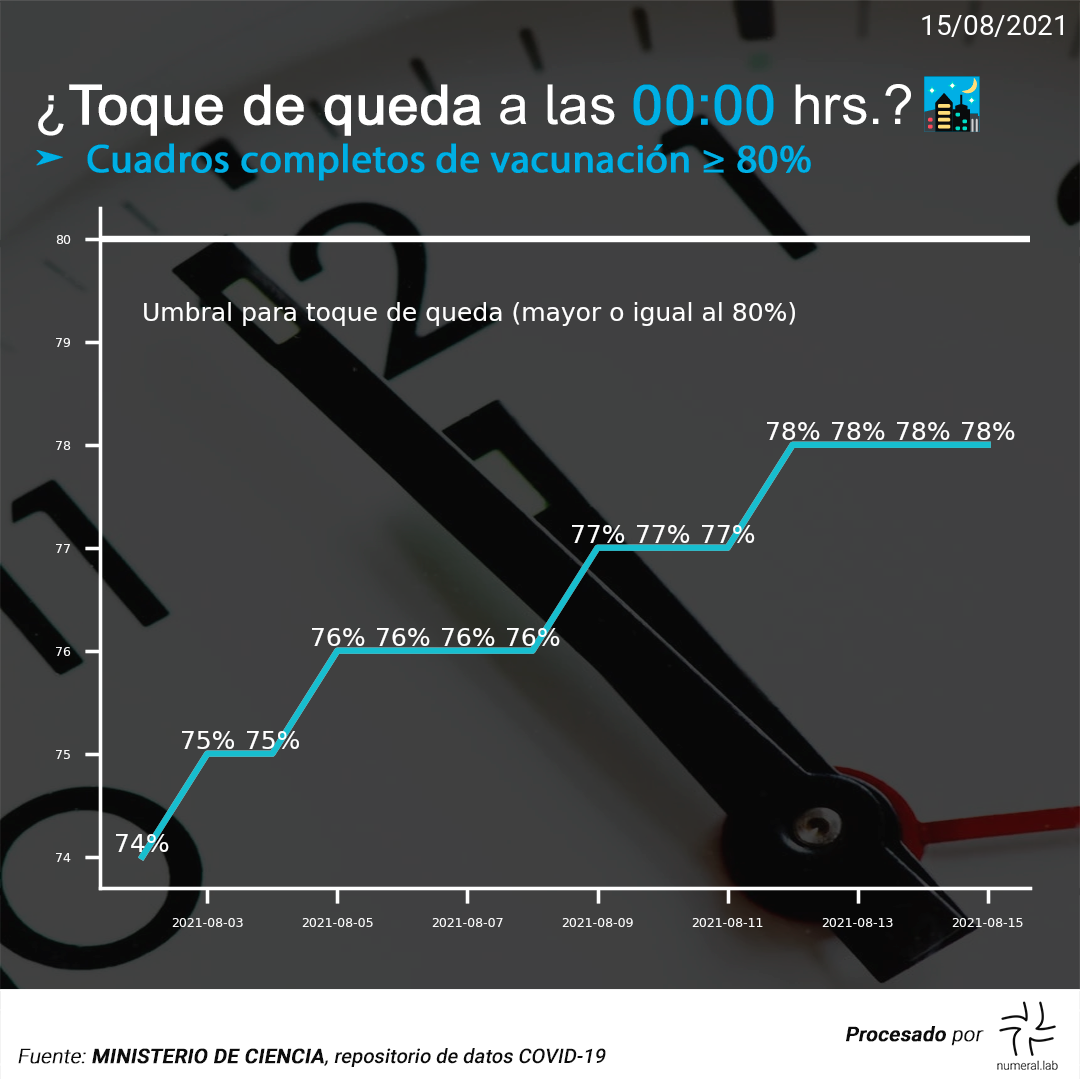 15/08/2021
¿Toque de queda a las 00:00 hrs.?
➤ Cuadros completos de vacunación ≥ 80%
80
Umbral para toque de queda (mayor o igual al 80%)
79
78% 78% 78% 78%
78
77% 77% 77%
77
76% 76% 76% 76%
76
75% 75%
75
74%
74
2021-08-03 2021-08-05 2021-08-07 2021-08-09 2021-08-11 2021-08-13 2021-08-15
Procesado por
numeral.lab
Fuente: MINISTERIO DE CIENCIA, repositorio de datos COVID-19